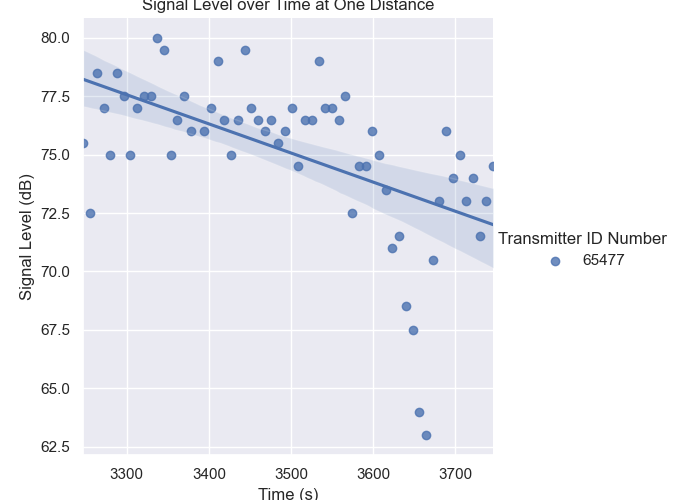 Signal Level over Time at One Distance
80.0
77.5
75.0
72.5
70.0
67.5
65.0
62.5
Signal Level (dB)
3300 3400 3500 3600 3700
Time (s)
Transmitter ID Number
65477